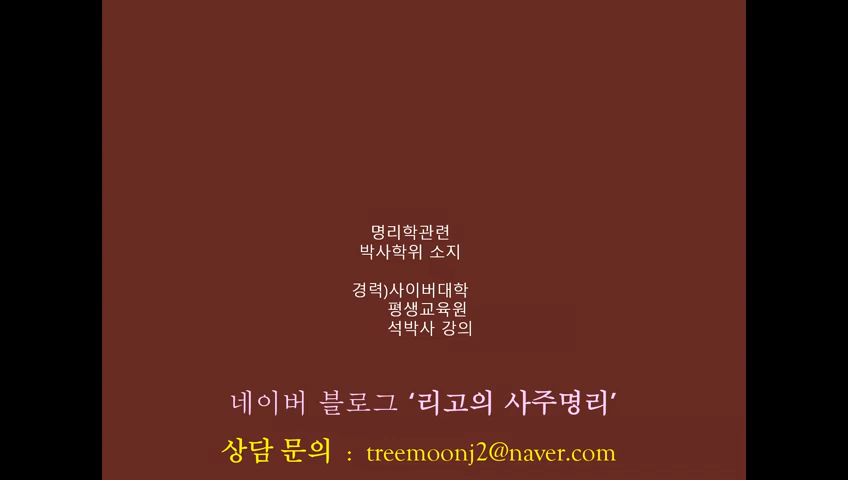 명리학관련
박사학위 소지
경력)사이버대학
평생교육원
석박사 강의
네이버 블로그 ‘리고의 사주명리’
상담 문의 : treemoonj2@naver.com